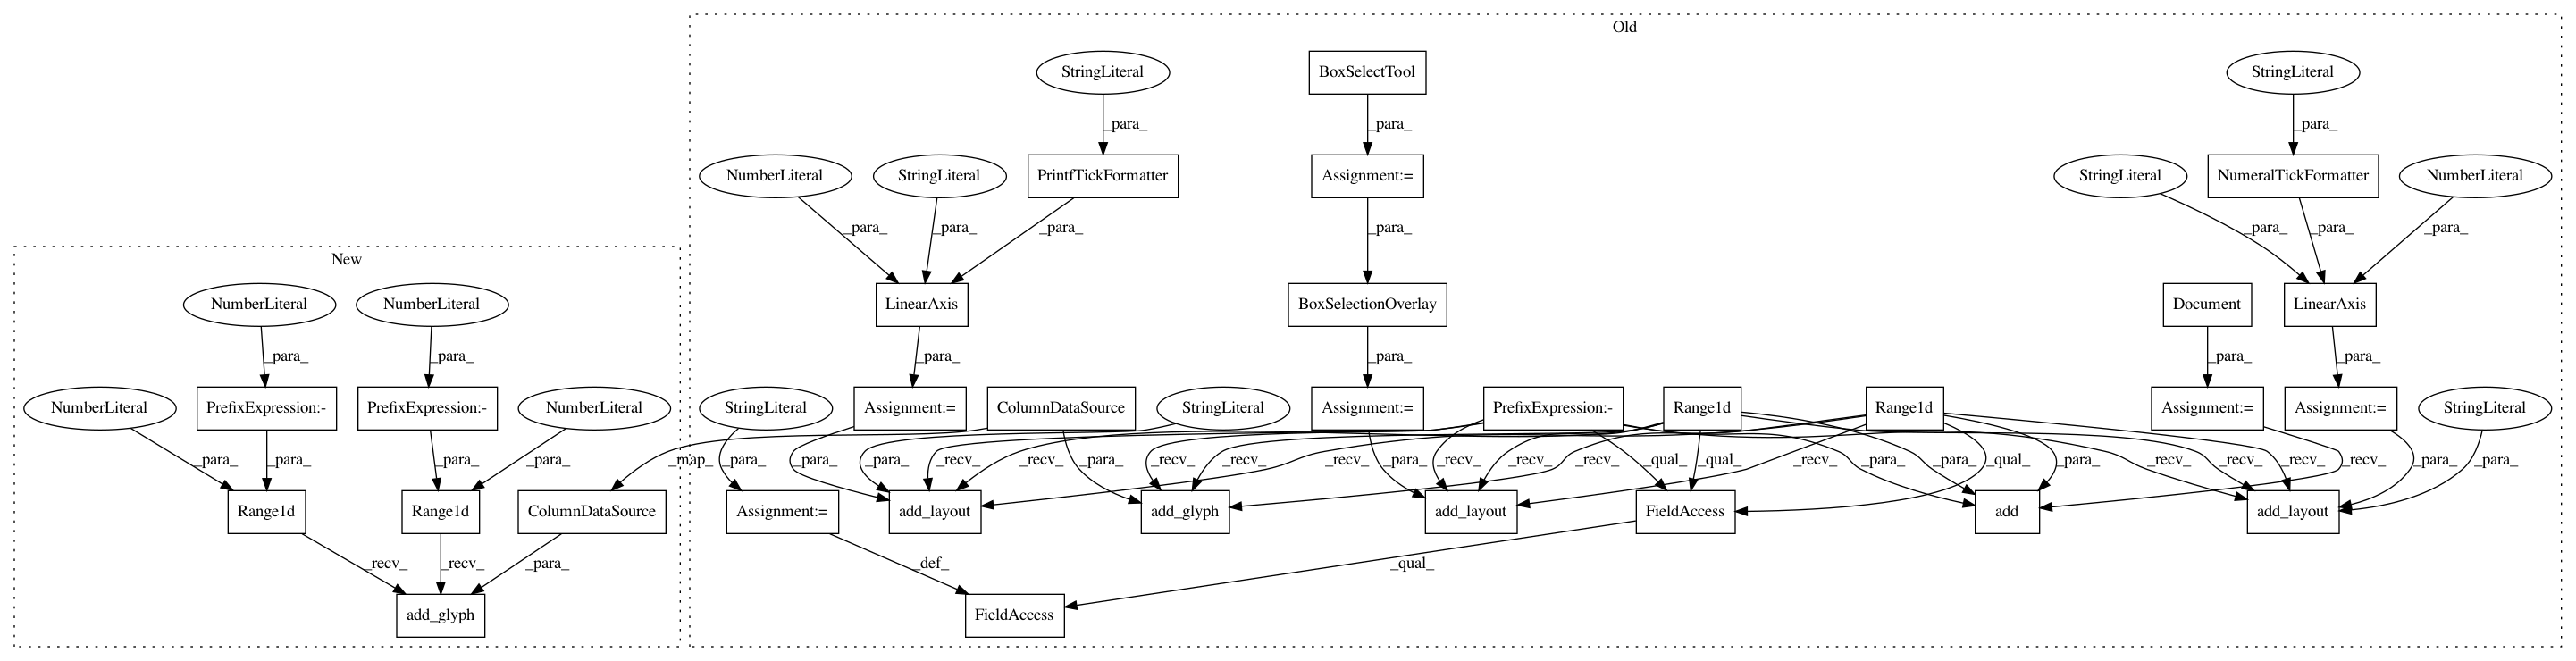 Old
StringLiteral
BoxSelectTool
StringLiteral
_para_
_para_
_para_
NumberLiteral
StringLiteral
PrintfTickFormatter
Assignment:=
StringLiteral
NumeralTickFormatter
NumberLiteral
_para_
_para_
_para_
_para_
_para_
_para_
_para_
New
NumberLiteral
NumberLiteral
LinearAxis
BoxSelectionOverlay
Document
LinearAxis
_para_
_para_
_para_
_para_
_para_
_para_
NumberLiteral
PrefixExpression:-
PrefixExpression:-
NumberLiteral
StringLiteral
Assignment:=
ColumnDataSource
StringLiteral
Assignment:=
PrefixExpression:-
Range1d
Range1d
Assignment:=
Assignment:=
StringLiteral
_para_
_para_
_para_
_para_
_map_
_para_
_para_
_para_
_recv_
_recv_
_para_
_recv_
_recv_
_recv_
_recv_
_para_
_recv_
_recv_
_recv_
_qual_
_qual_
_para_
_para_
_para_
_qual_
_recv_
_recv_
_recv_
_recv_
_para_
_para_
Range1d
Range1d
ColumnDataSource
Assignment:=
add_layout
add_glyph
add_layout
FieldAccess
add
add_layout
_recv_
_recv_
_para_
_def_
_qual_
add_glyph
FieldAccess